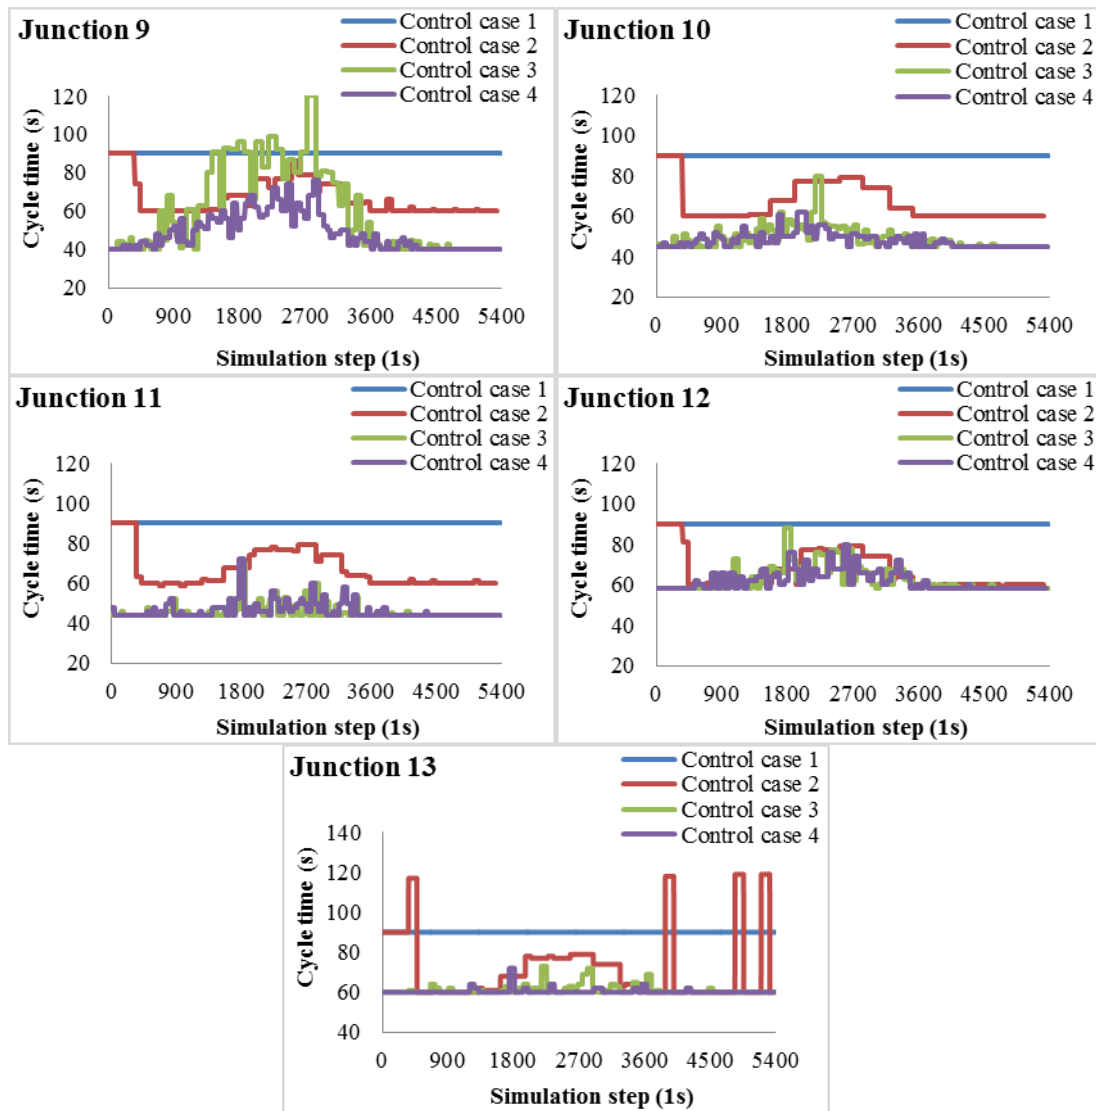 Junction 9
Control case 1
Control case 2
Control case 3
Control case 4
Cycle time (s)
120
100
80
60
40
20
0 900 1800 2700 3600 4500 5400
Simulation step (1s)
Junction 10
Control case 1
Control case 2
Control case 3
Control case 4
Cycle time (s)
120
100
80
60
40
20
0 900 1800 2700 3600 4500 5400
Simulation step (1s)
Junction 11
Control case 1
Control case 2
Control case 3
Control case 4
Cycle time (s)
120
100
80
60
40
20
0 900 1800 2700 3600 4500 5400
Simulation step (1s)
Junction 12
Control case 1
Control case 2
Control case 3
Control case 4
Cycle time (s)
120
100
80
60
40
20
0 900 1800 2700 3600 4500 5400
Simulation step (1s)
Junction 13
Control case 1
Control case 2
Control case 3
Control case 4
Cycle time (s)
140
120
100
80
60
40
0 900 1800 2700 3600 4500 5400
Simulation step (1s)